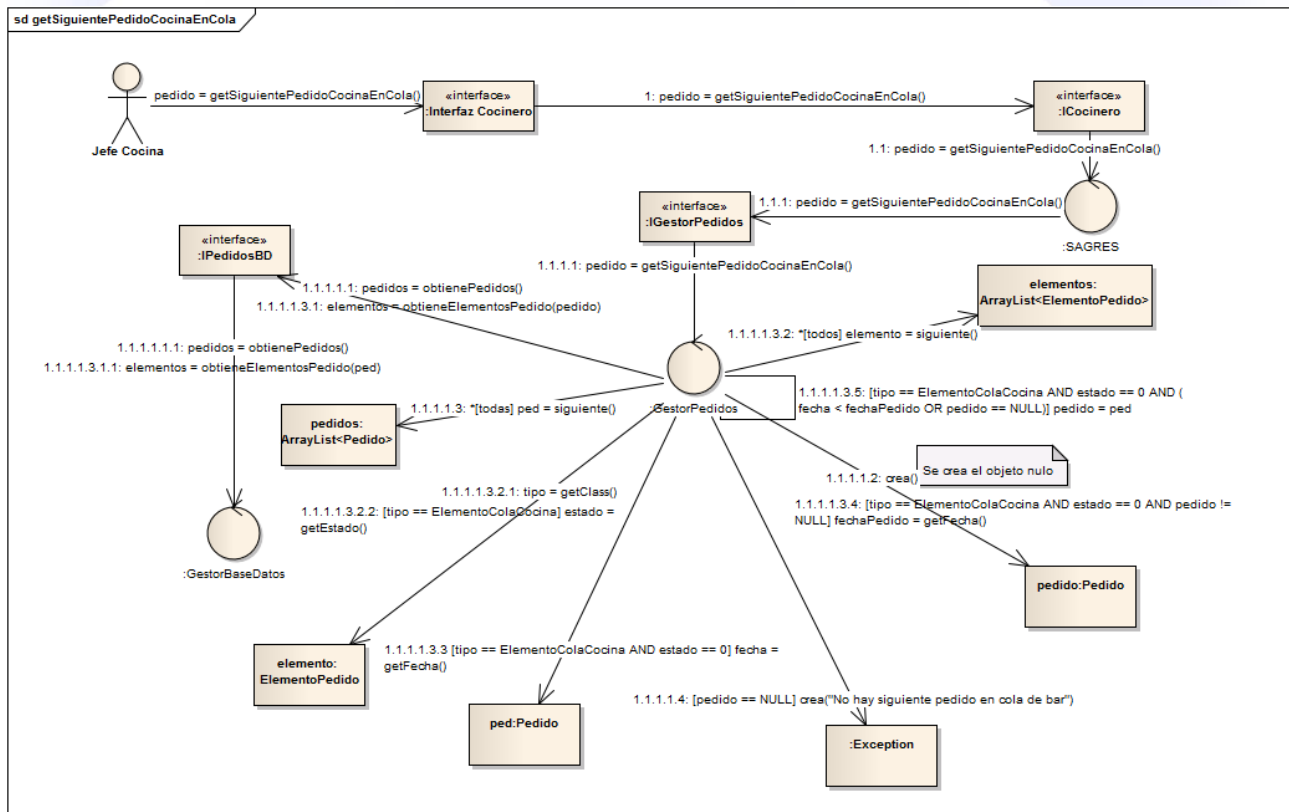 sd getSiguientePedidoCocinaEnCola
Jefe Cocina
pedido = getSiguientePedidoCocinaEnCola()
«interface»
:Interfaz Cocinero
1: pedido = getSiguientePedidoCocinaEnCola()
«interface»
:ICocinero
1.1: pedido = getSiguientePedidoCocinaEnCola()
:SAGRES
1.1.1: pedido = getSiguientePedidoCocinaEnCola()
«interface»
:IGestorPedidos
1.1.1.1: pedido = getSiguientePedidoCocinaEnCola()
«interface»
:IPedidosBD
1.1.1.1.1: pedidos = obtienePedidos()
1.1.1.1.3.1: elementos = obtieneElementosPedido(pedido)
elementos:
ArrayList<ElementoPedido>
1.1.1.1.3.2: *[todos] elemento = siguiente()
1.1.1.1.1.1: pedidos = obtienePedidos()
1.1.1.1.3.1.1: elementos = obtieneElementosPedido(ped)
:GestorPedidos
1.1.1.1.3.5: [tipo == ElementoColaCocina AND estado == 0 AND (
fecha < fechaPedido OR pedido == NULL)] pedido = ped
1.1.1.1.3: *[todas] ped = siguiente()
pedidos:
ArrayList<Pedido>
Se crea el objeto nulo
1.1.1.1.2: crea()
1.1.1.1.3.2.1: tipo = getClass()
1.1.1.1.3.2.2: [tipo == ElementoColaCocina] estado =
getEstado()
1.1.1.1.3.4: [tipo == ElementoColaCocina AND estado == 0 AND pedido !=
NULL] fechaPedido = getFecha()
:GestorBaseDatos
pedido:Pedido
elemento:
ElementoPedido
1.1.1.1.3.3 [tipo == ElementoColaCocina AND estado == 0] fecha =
getFecha()
1.1.1.1.4: [pedido == NULL] crea("No hay siguiente pedido en cola de bar")
ped:Pedido
:Exception